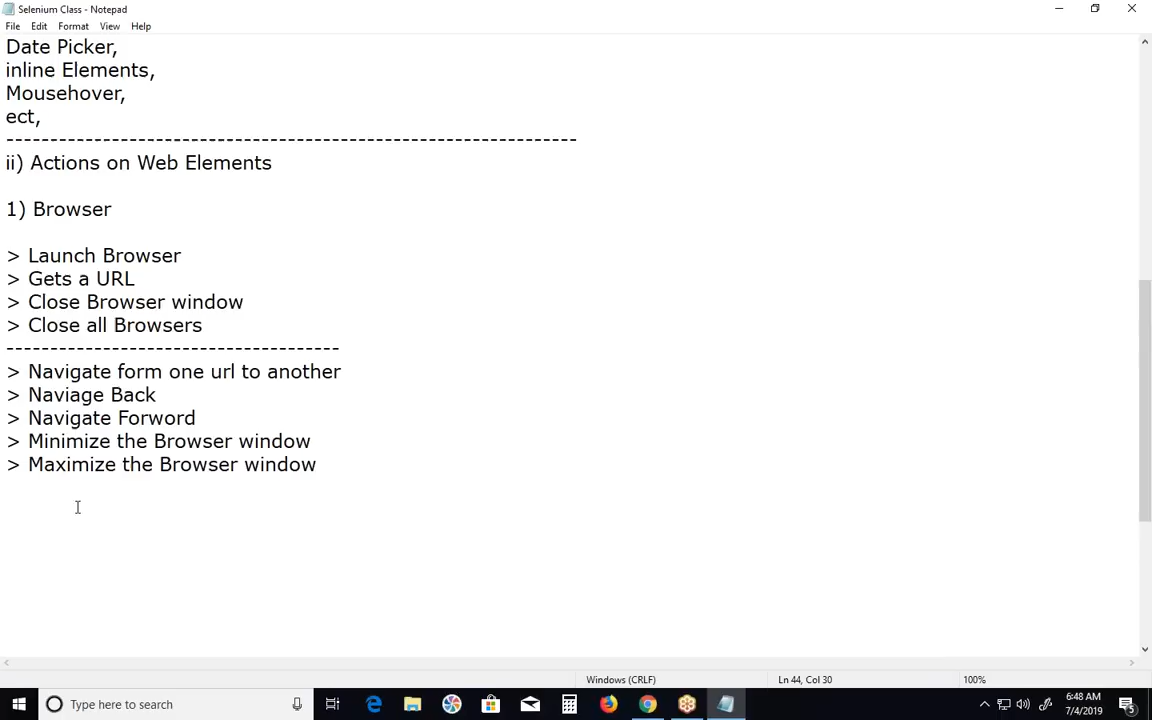 Selenium Class - Notepad
File Edit Format View Help
Date Picker,
inline Elements,
Mousehover,
ect,
-----------------------------------------------------------------
ii) Actions on Web Elements
1) Browser
> Launch Browser
> Gets a URL
> Close Browser window
> Close all Browsers
--------------------------------------
> Navigate form one url to another
> Naviage Back
> Navigate Forword
> Minimize the Browser window
> Maximize the Browser window
Windows (CRLF) Ln 44, Col 30 100%
Type here to search
6:48 AM
7/4/2019
5